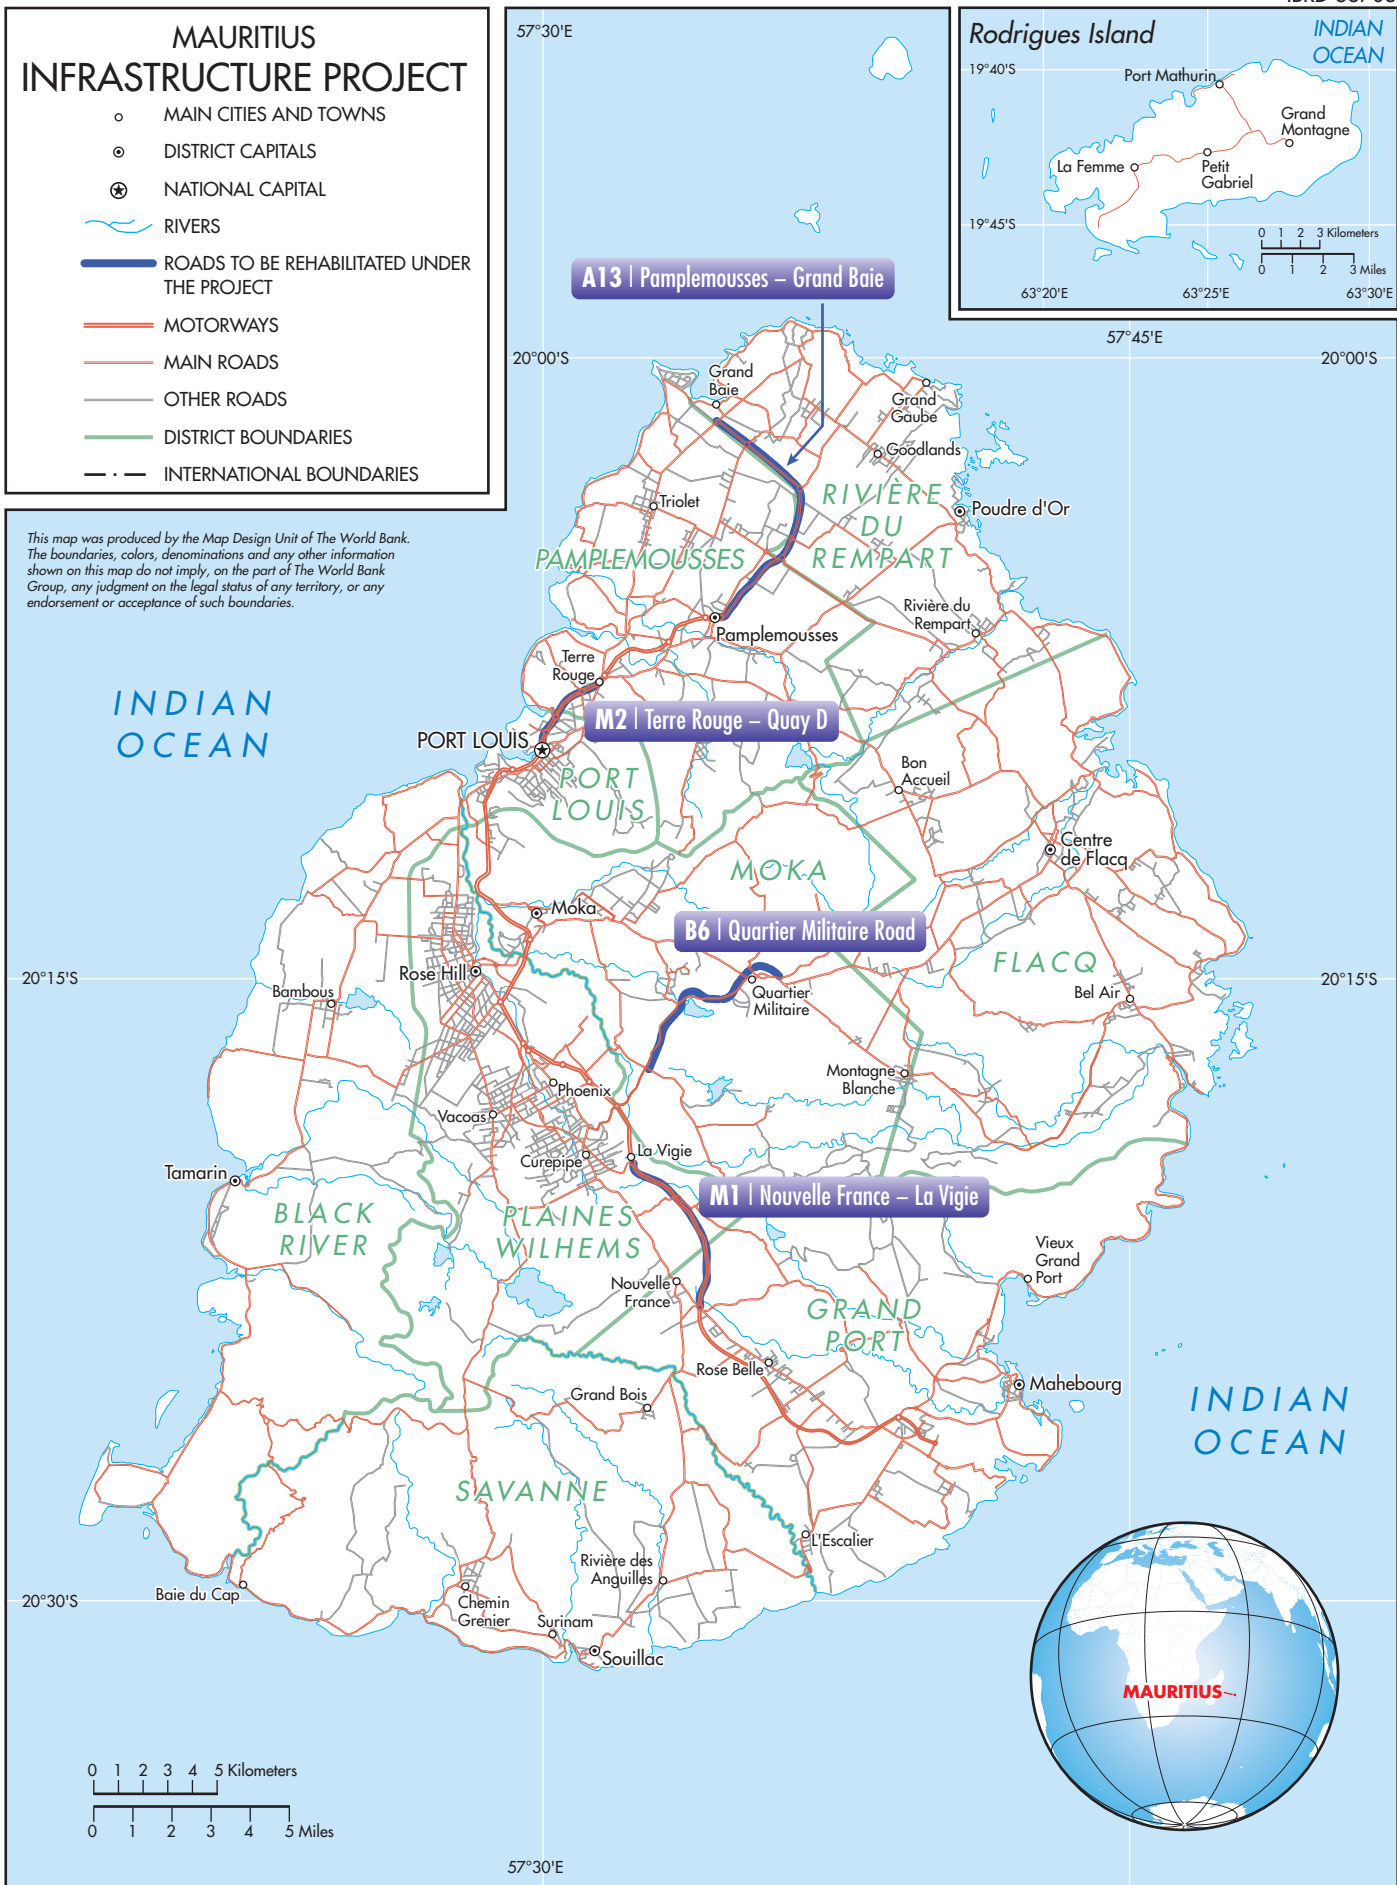 MAURITIUS
INFRASTRUCTURE PROJECT
MAIN CITIES AND TOWNS
DISTRICT CAPITALS
NATIONAL CAPITAL
RIVERS
ROADS TO BE REHABILITATED UNDER
THE PROJECT
MOTORWAYS
MAIN ROADS
OTHER ROADS
DISTRICT BOUNDARIES
INTERNATIONAL BOUNDARIES
This map was produced by the Map Design Unit of The World Bank.
The boundaries, colors, denominations and any other information
shown on this map do not imply, on the part of The World Bank
Group, any judgment on the legal status of any territory, or any
endorsement or acceptance of such boundaries.
57°30'E
Rodrigues Island
INDIAN
OCEAN
19°40'S
Port Mathurin
Grand
Montagne
La Femme
Petit
Gabriel
19°45'S
0 1 2 3 Kilometers
0 1 2 3 Miles
63°20'E
63°25'E
63°30'E
A13 | Pamplemousses – Grand Baie
57°45'E
20°00'S
20°00'S
Grand
Baie
Grand
Gaube
Goodlands
Triolet
RIVIÈRE
DU
REMPART
Poudre d'Or
PAMPLEMOUSSES
Rivière du
Rempart
Pamplemousses
Terre
Rouge
INDIAN
OCEAN
M2 | Terre Rouge – Quay D
PORT LOUIS
PORT
LOUIS
Bon
Accueil
Centre
de Flacq
MOKA
Moka
B6 | Quartier Militaire Road
FLACQ
Rose Hill
20°15'S
20°15'S
Bambous
Quartier
Militaire
Bel Air
Montagne
Blanche
Phoenix
Vacoas
La Vigie
Curepipe
Tamarin
M1 | Nouvelle France – La Vigie
BLACK
RIVER
PLAINES
WILHEMS
Vieux
Grand
Port
Nouvelle
France
GRAND
PORT
Rose Belle
Mahebourg
Grand Bois
INDIAN
OCEAN
SAVANNE
L'Escalier
Rivière des
Anguilles
Baie du Cap
Chemin
Grenier
Surinam
20°30'S
Souillac
MAURITIUS
0 1 2 3 4 5 Kilometers
0 1 2 3 4 5 Miles
57°30'E